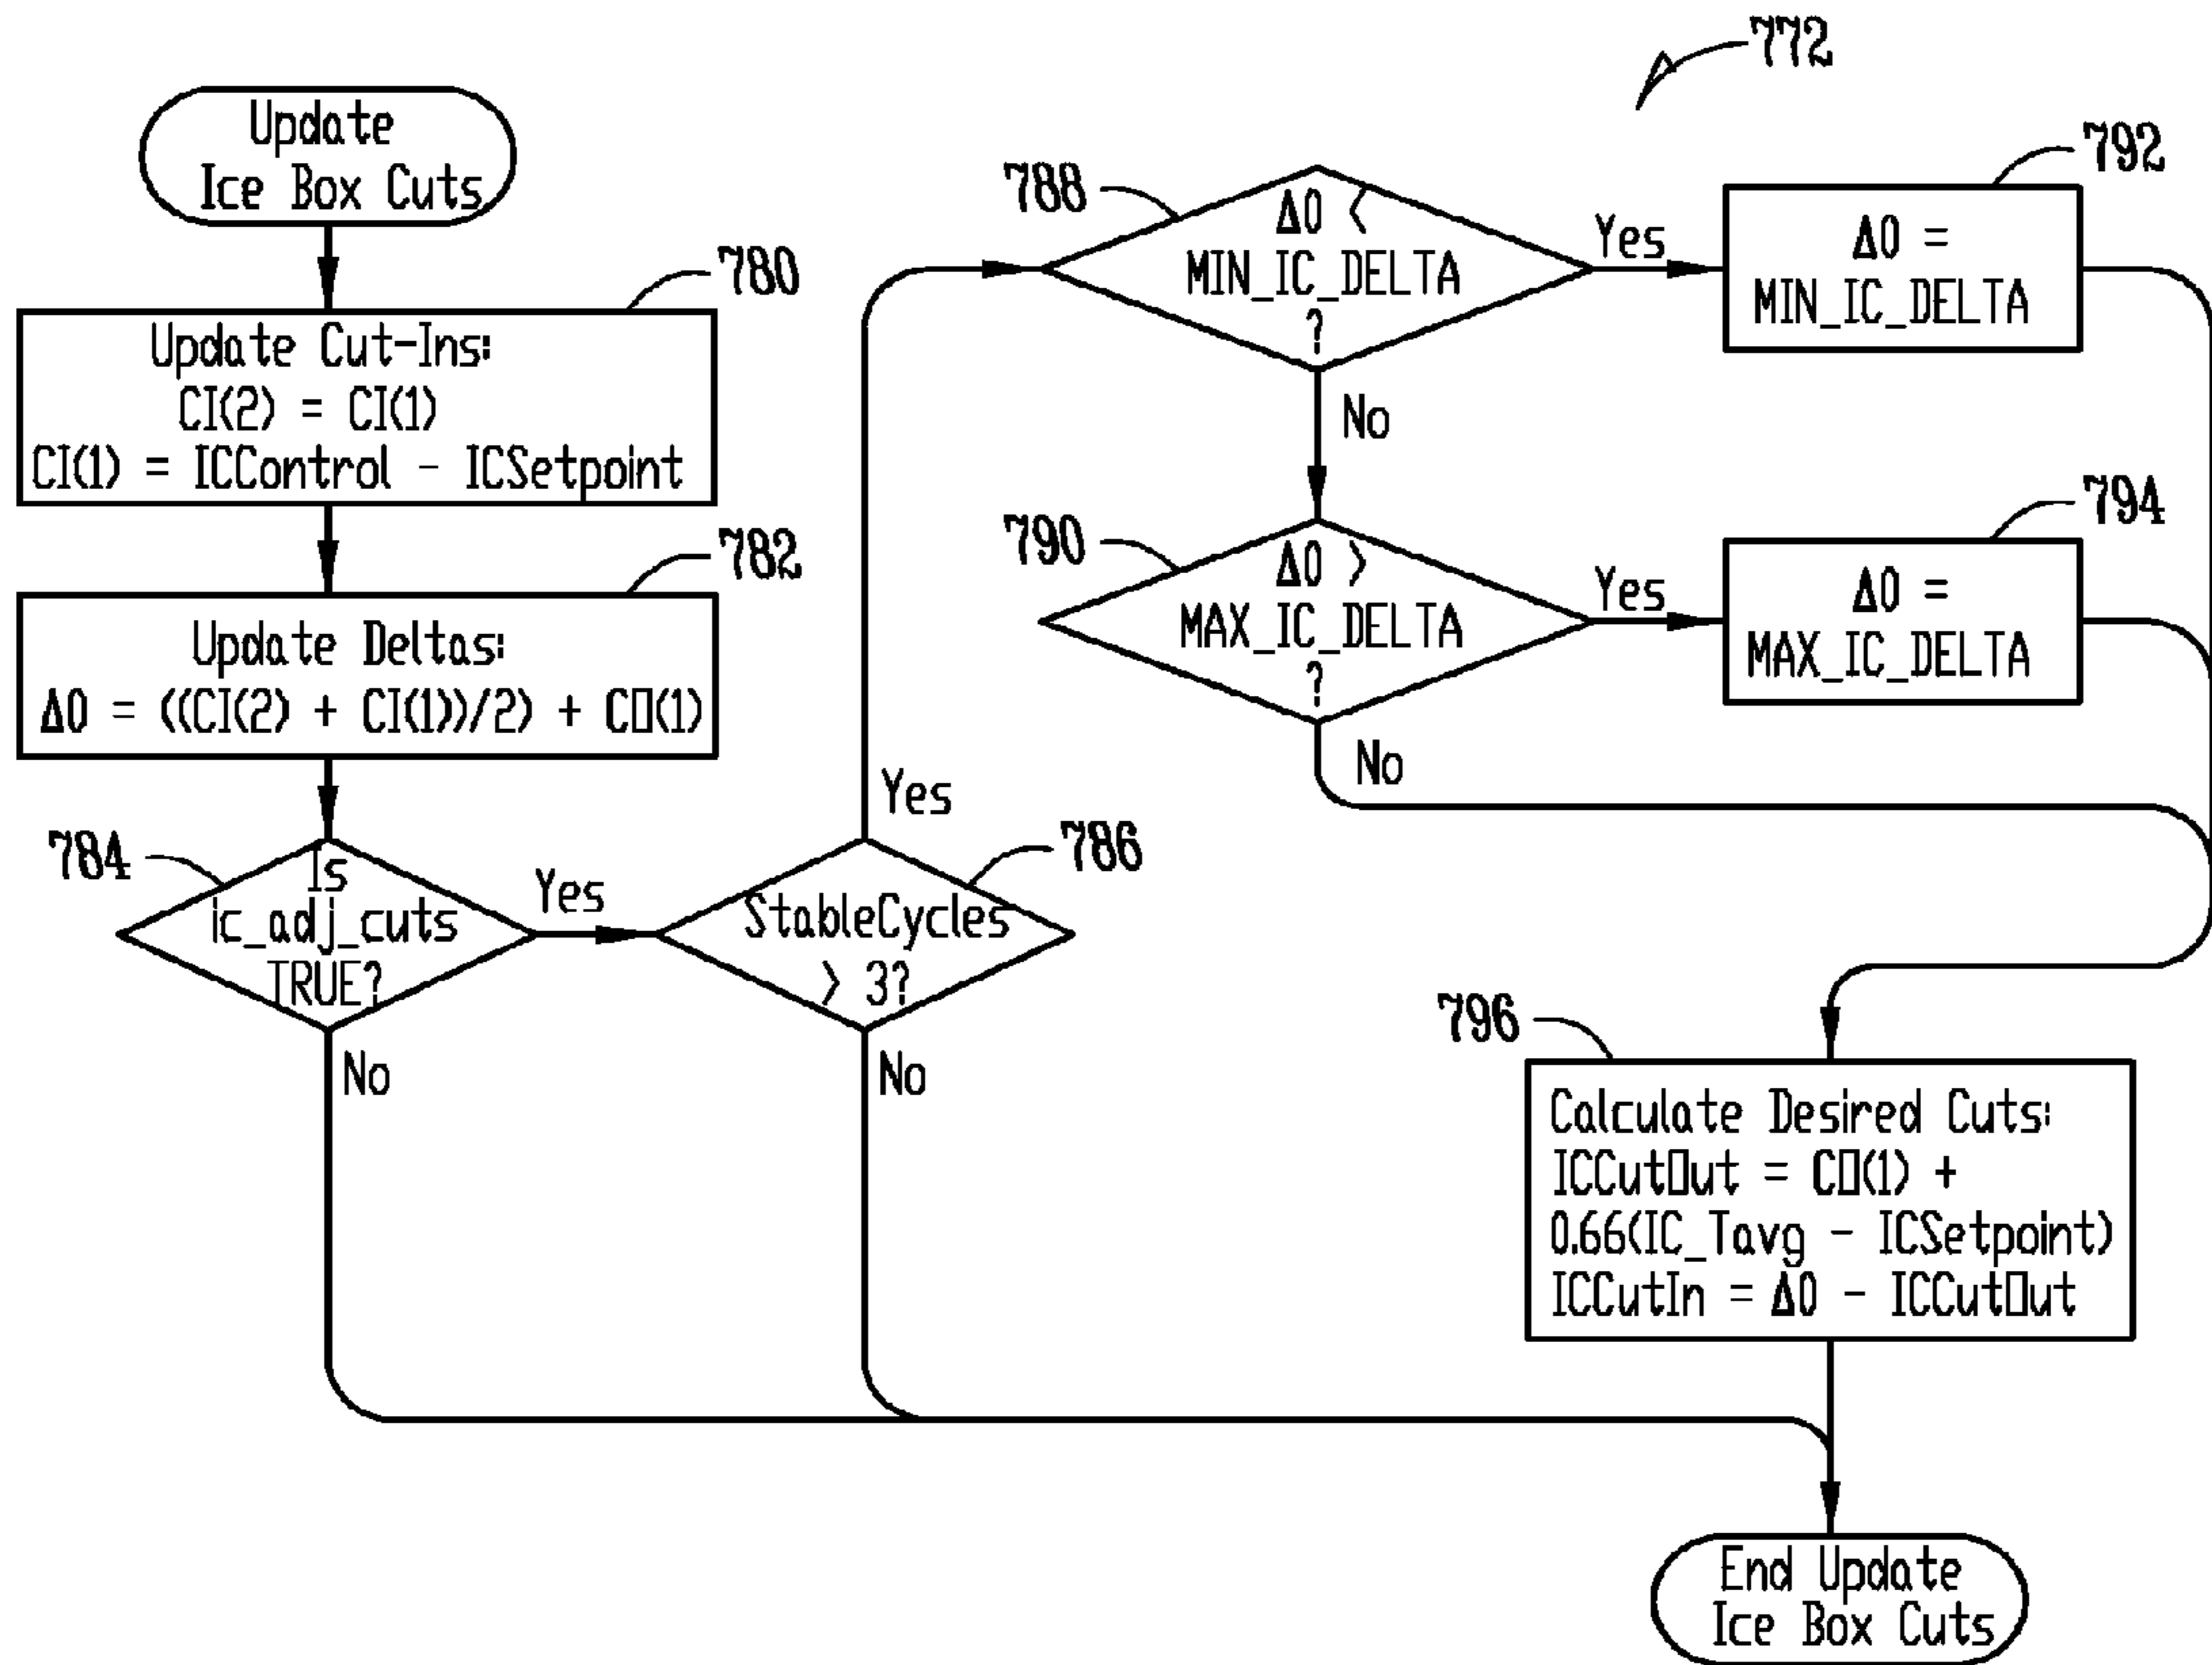 772
Update
Ice Box Cuts
780
Update Cut-Ins:
CI(2) = CI(1)
CI(1) = ICControl - ICSetpoint
782
Update Deltas:
Δ0 = ((CI(2) + CI(1))/2) + CO(1)
784
Is
ic_adj_cuts
TRUE?
Yes
No
786
StableCycles
> 3?
Yes
No
788
Δ0 <
MIN_IC_DELTA
?
Yes
No
792
Δ0 =
MIN_IC_DELTA
790
Δ0 >
MAX_IC_DELTA
?
Yes
No
794
Δ0 =
MAX_IC_DELTA
796
Calculate Desired Cuts:
ICCutOut = CO(1) +
0.66(IC_Tavg - ICSetpoint)
ICCutIn = Δ0 - ICCutOut
End Update
Ice Box Cuts